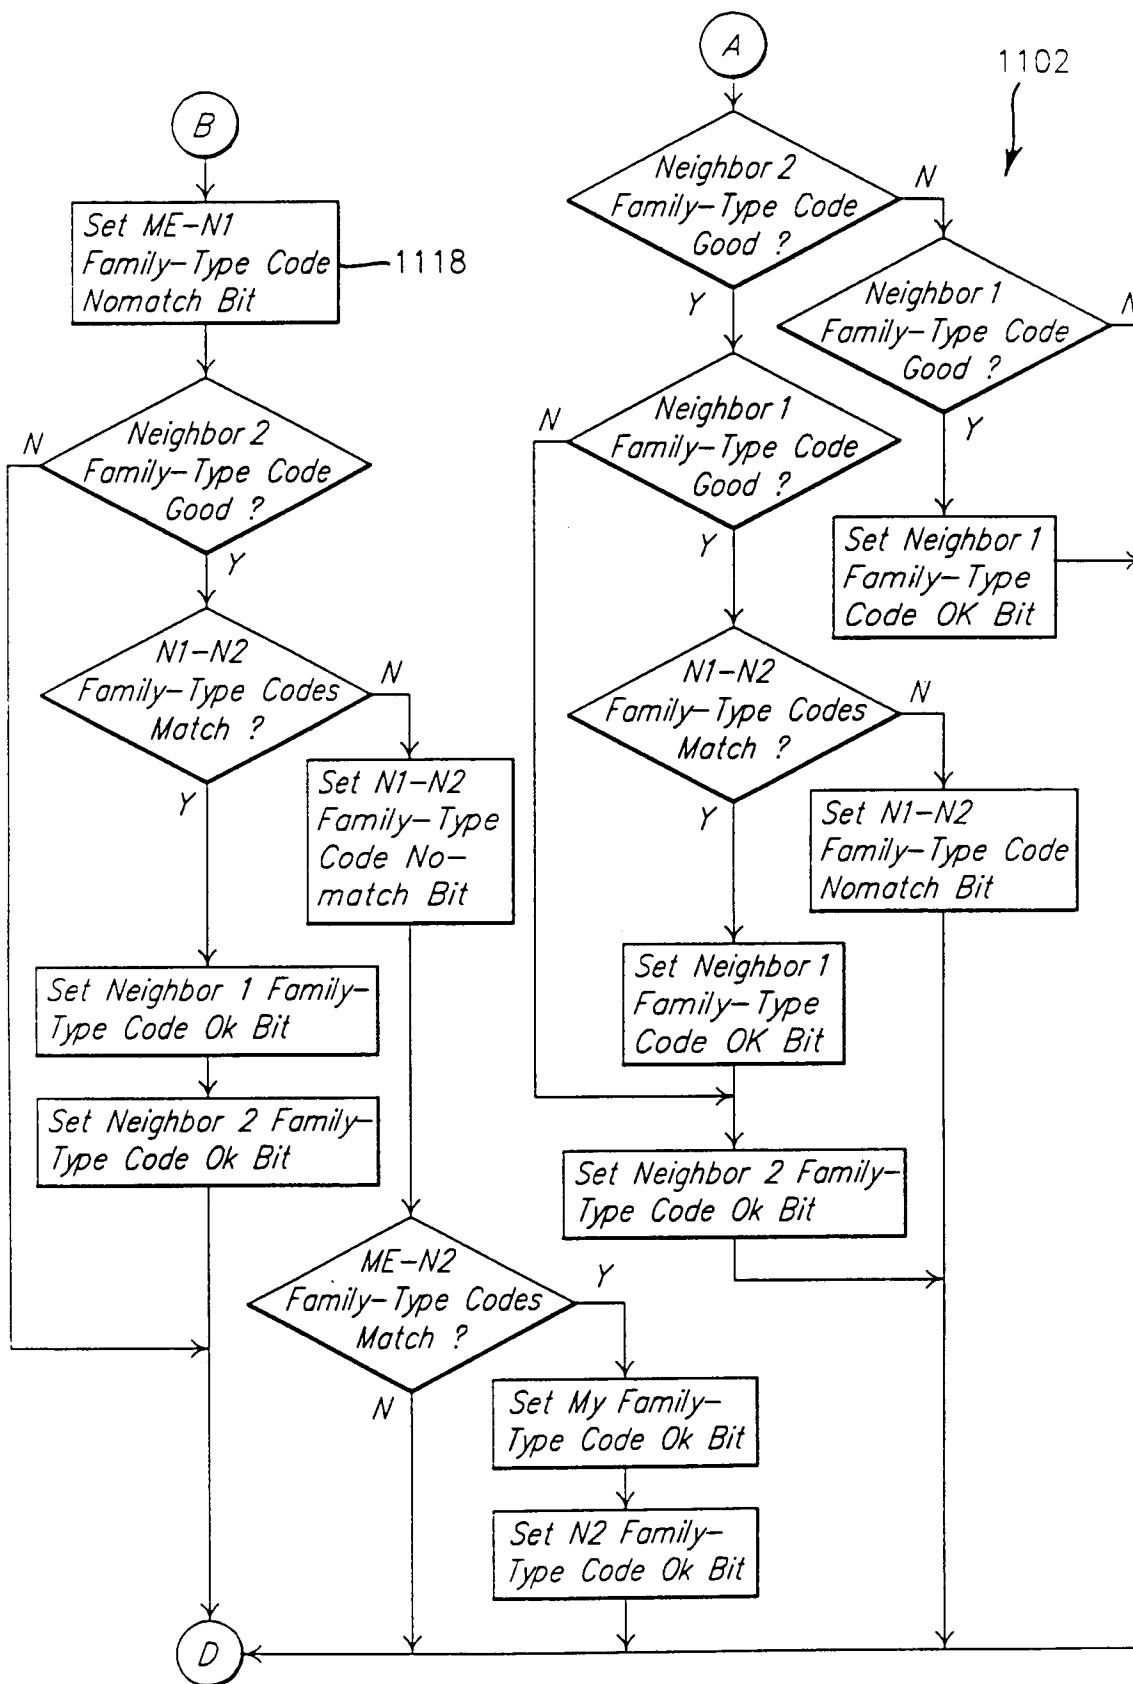 A
1102
B
Neighbor 2
Family-Type Code
Good ?
N
Y
Set ME-N1
Family-Type Code
Nomatch Bit
1118
Neighbor 1
Family-Type Code
Good ?
N
Y
Neighbor 2
Family-Type Code
Good ?
N
Y
Neighbor 1
Family-Type Code
Good ?
N
Y
Set Neighbor 1
Family-Type
Code OK Bit
N1-N2
Family-Type Codes
Match ?
N
Y
N1-N2
Family-Type Codes
Match ?
N
Y
Set N1-N2
Family-Type
Code No-
match Bit
Set N1-N2
Family-Type Code
Nomatch Bit
Set Neighbor 1 Family-
Type Code Ok Bit
Set Neighbor 1
Family-Type
Code OK Bit
Set Neighbor 2 Family-
Type Code Ok Bit
Set Neighbor 2 Family-
Type Code Ok Bit
ME-N2
Family-Type Codes
Match ?
Y
N
Set My Family-
Type Code Ok Bit
Set N2 Family-
Type Code Ok Bit
D